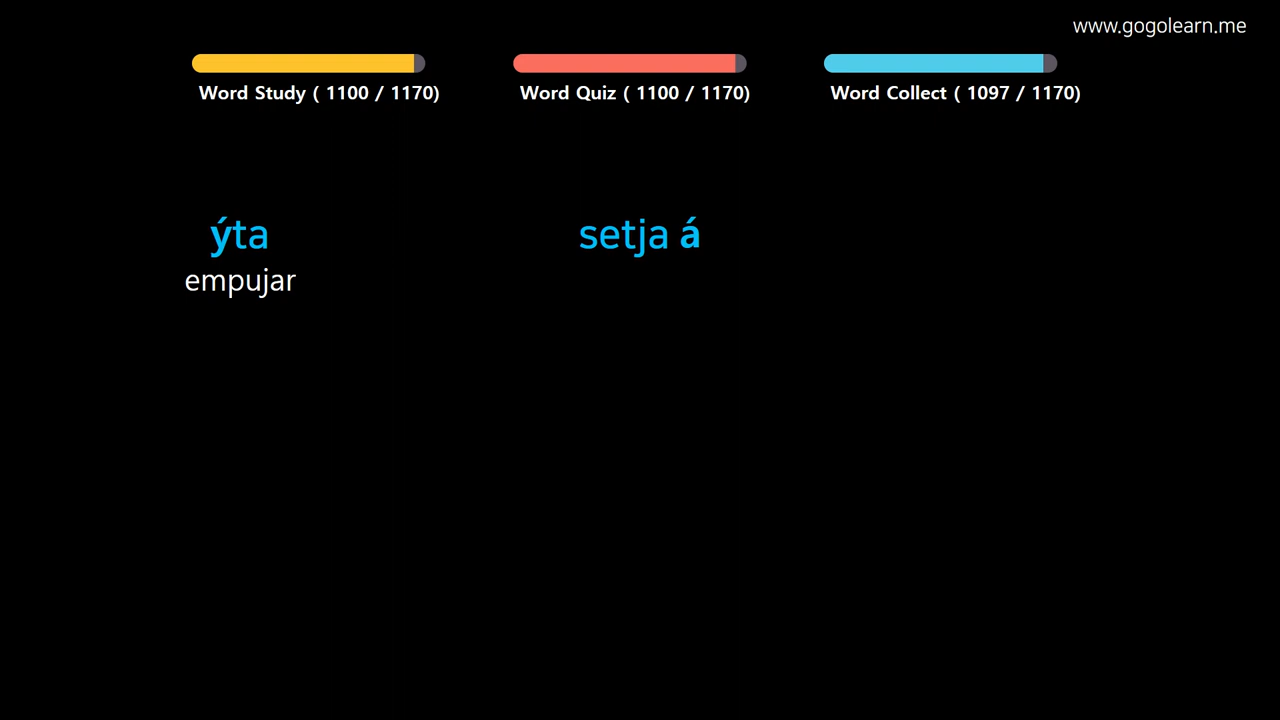 www.gogolearn.me
Word Study ( 1100 / 1170)
Word Quiz ( 1100 / 1170)
Word Collect ( 1097 / 1170)
ýta
empujar
setja á